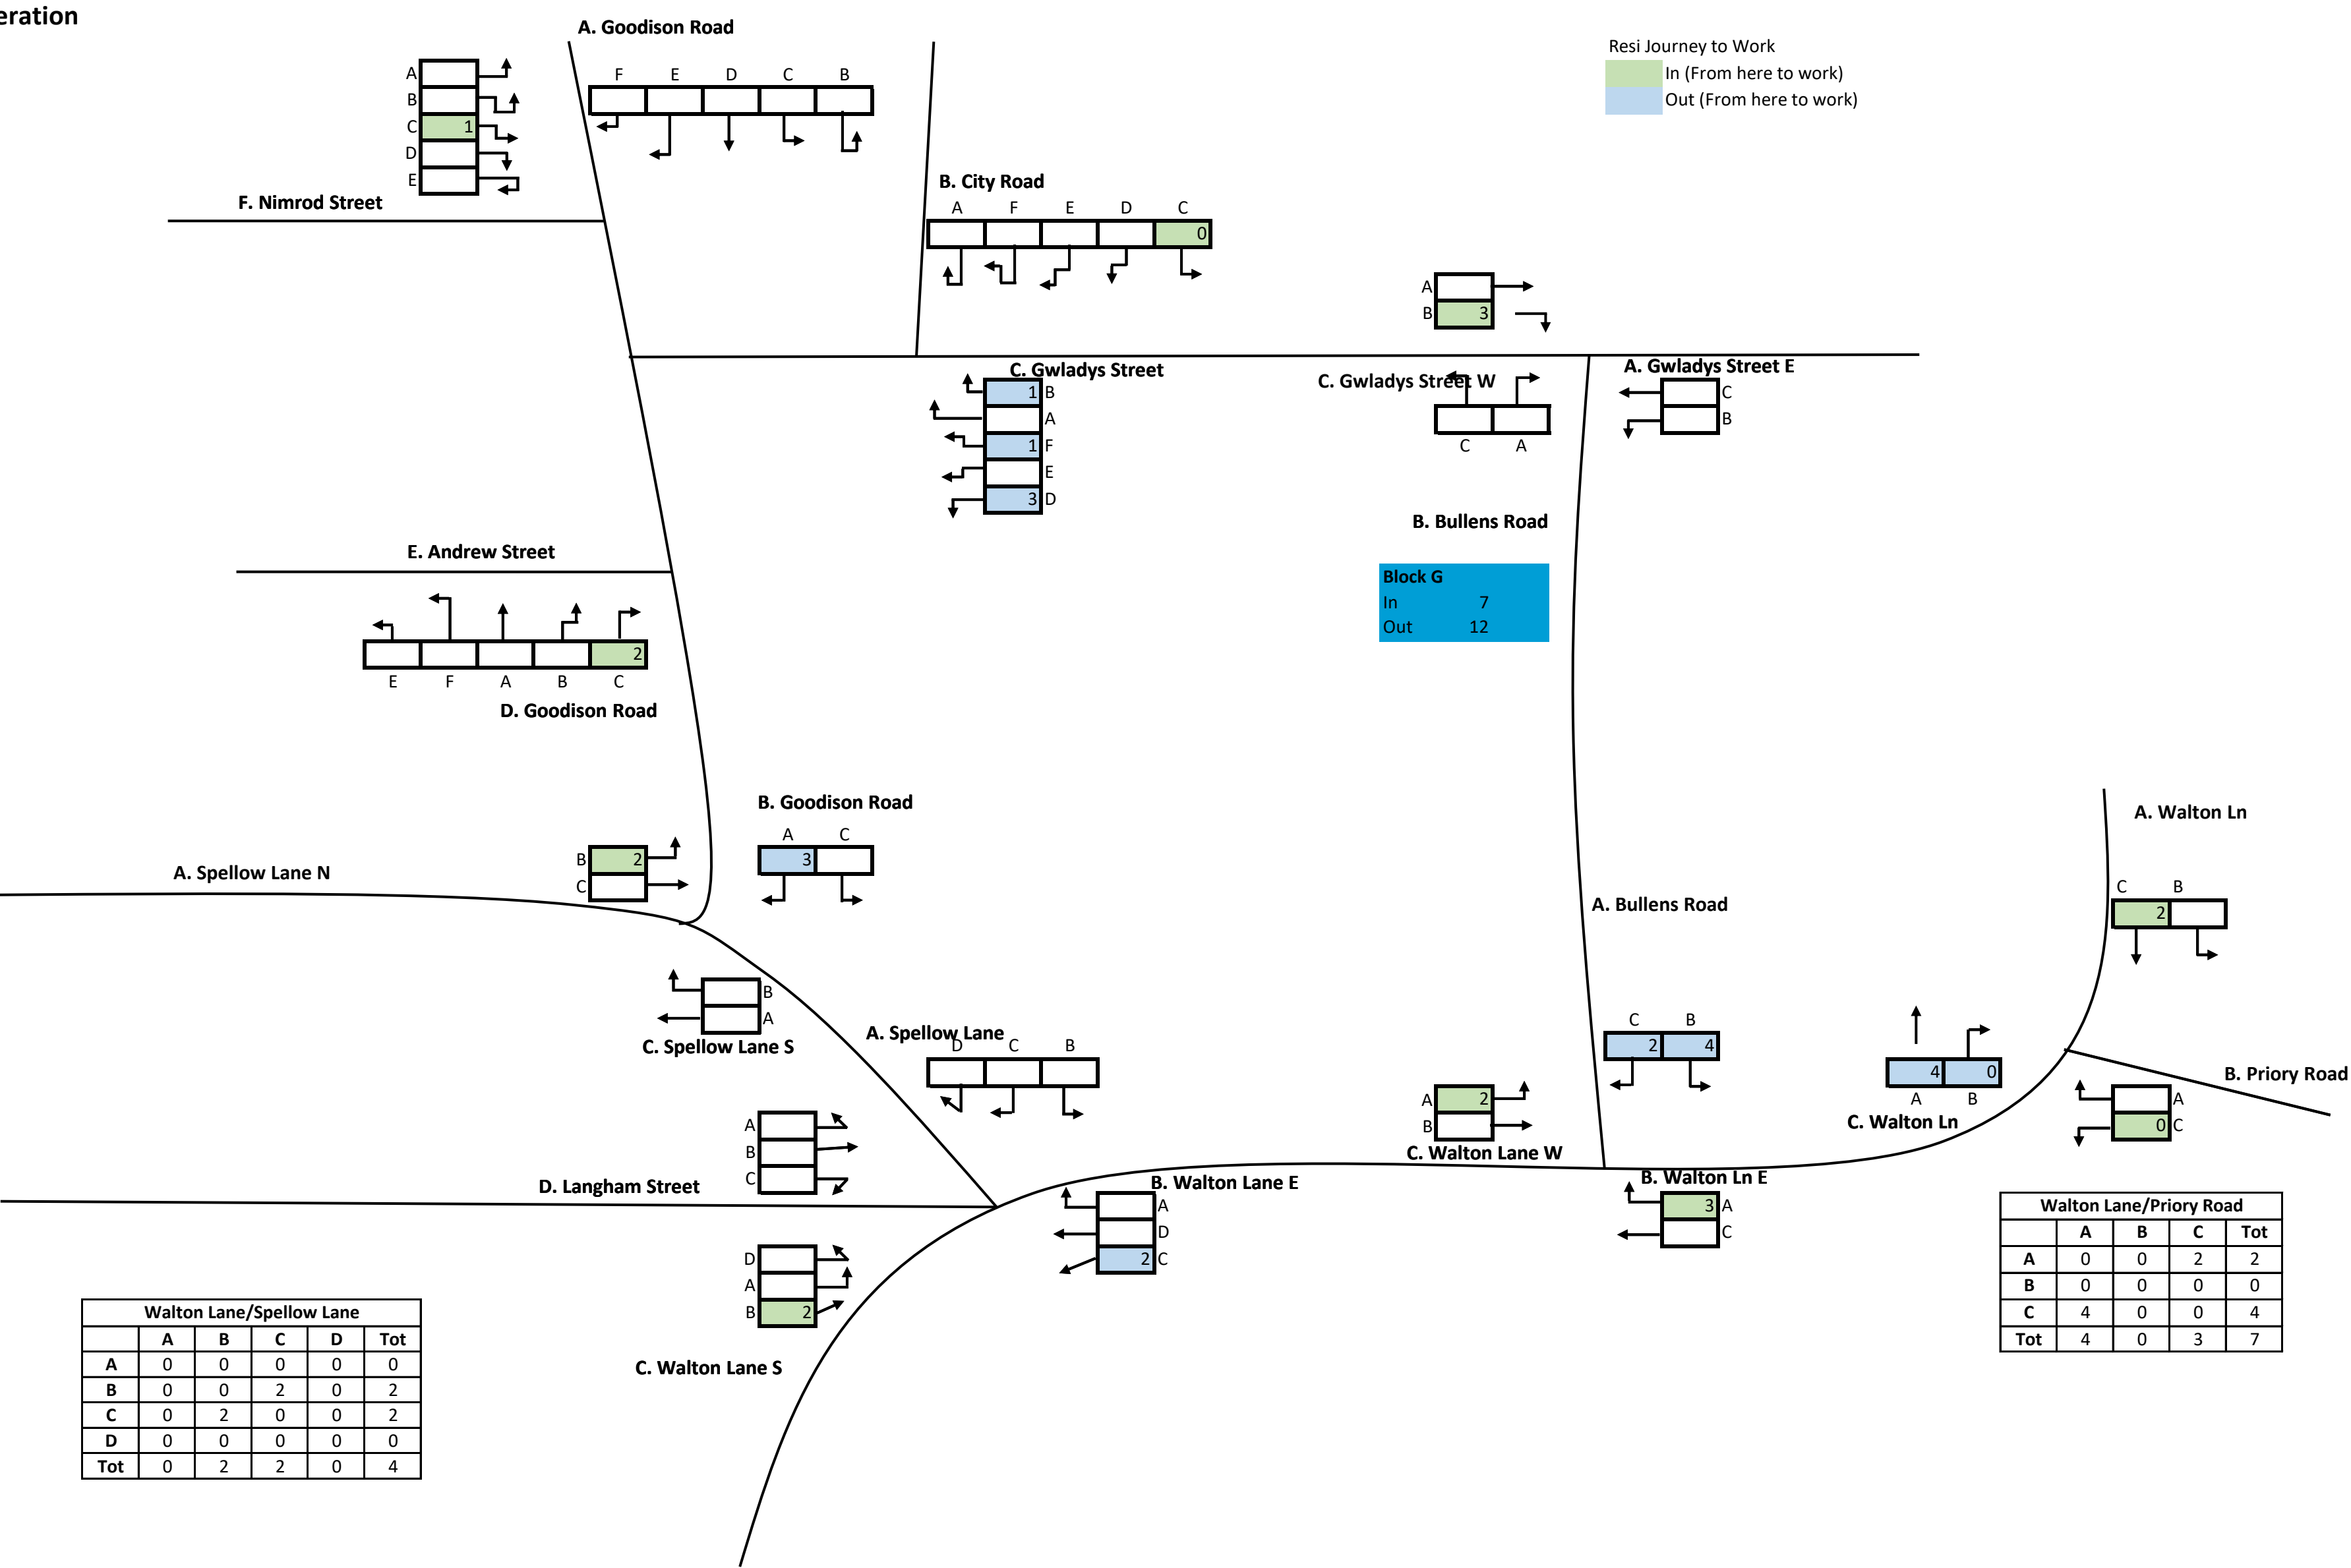 eration
A. Goodison Road
Resi Journey to Work
In (From here to work)
Out (From here to work)
F E D C B
A
B
C 1
D
E
F. Nimrod Street
B. City Road
A F E D C
0
A
B 3
C. Gwladys Street
1 B
A
1 F
E
3 D
C. Gwladys Street W
C A
A. Gwladys Street E
C
B
B. Bullens Road
Block G
In 7
Out 12
E. Andrew Street
2
E F A B C
D. Goodison Road
B. Goodison Road
A C
3
A. Spellow Lane N
B 2
C
A. Walton Ln
C B
2
A. Bullens Road
C B
2 4
B
A
C. Spellow Lane S
A. Spellow Lane
D C B
4 0
A B
C. Walton Ln
B. Priory Road
A
0 C
A 2
B
C. Walton Lane W
A
B
C
D. Langham Street
B. Walton Lane E
A
D
2 C
B. Walton Ln E
3 A
C
D
A
B 2
C. Walton Lane S
Walton Lane/Priory Road
A B C Tot
A 0 0 2 2
B 0 0 0 0
C 4 0 0 4
Tot 4 0 3 7
Walton Lane/Spellow Lane
A B C D Tot
A 0 0 0 0 0
B 0 0 2 0 2
C 0 2 0 0 2
D 0 0 0 0 0
Tot 0 2 2 0 4